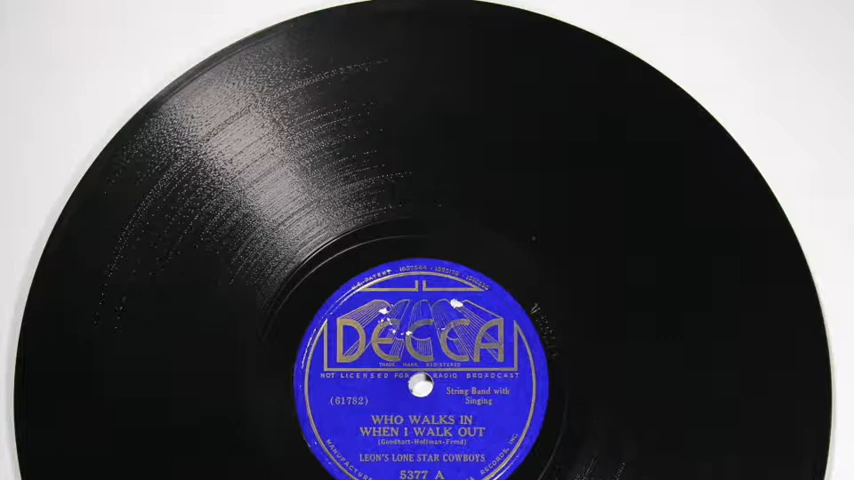 DECCA
TRADE MARK REGISTERED
NOT LICENSED FOR RADIO BROADCAST
(61782)
String Band with
Singing
WHO WALKS IN
WHEN I WALK OUT
(Goodhart-Hoffman-Freed)
LEON'S LONE STAR COWBOYS
5377 A